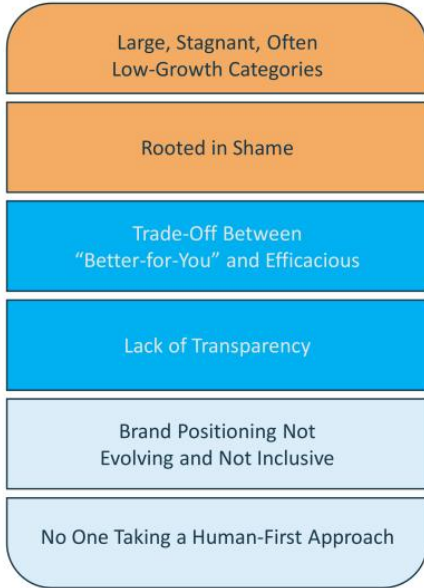 Large, Stagnant, Often
Low-Growth Categories
Rooted in Shame
Trade-Off Between
“Better-for-You” and Efficacious
Lack of Transparency
Brand Positioning Not
Evolving and Not Inclusive
No One Taking a Human-First Approach